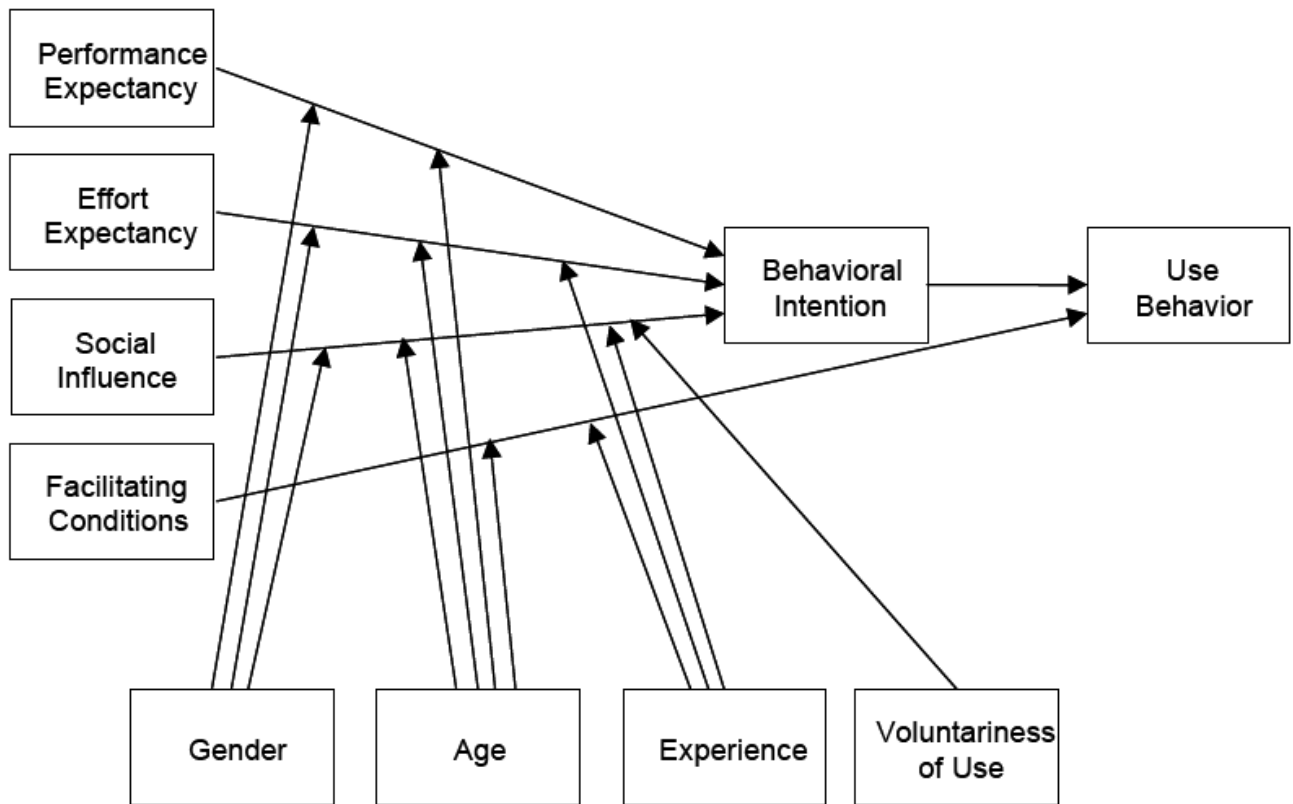 Performance
Expectancy
Effort
Expectancy
Social
Influence
Facilitating
Conditions
Behavioral
Intention
Use
Behavior
Gender
Age
Experience
Voluntariness
of Use